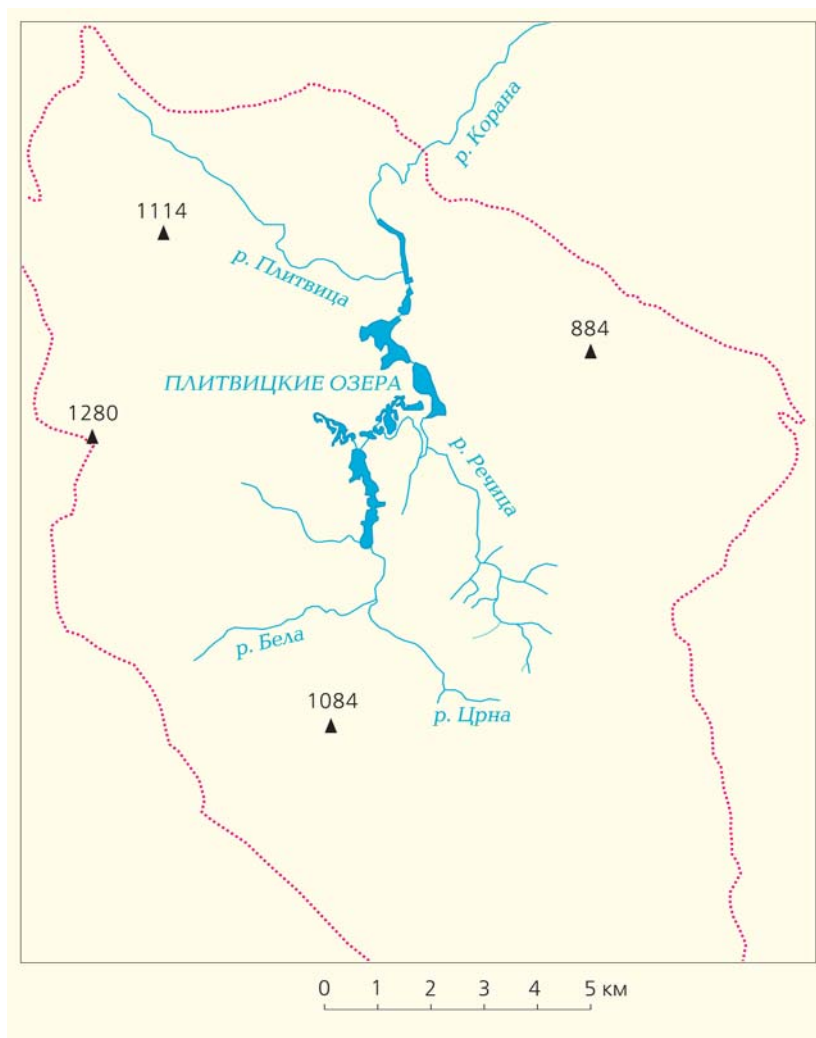 р. Корана
1114
р. Плитвица
884
ПЛИТВИЦКИЕ ОЗЕРА
1280
р. Речица
р. Бела
1084
р. Црна
0 1 2 3 4 5 км